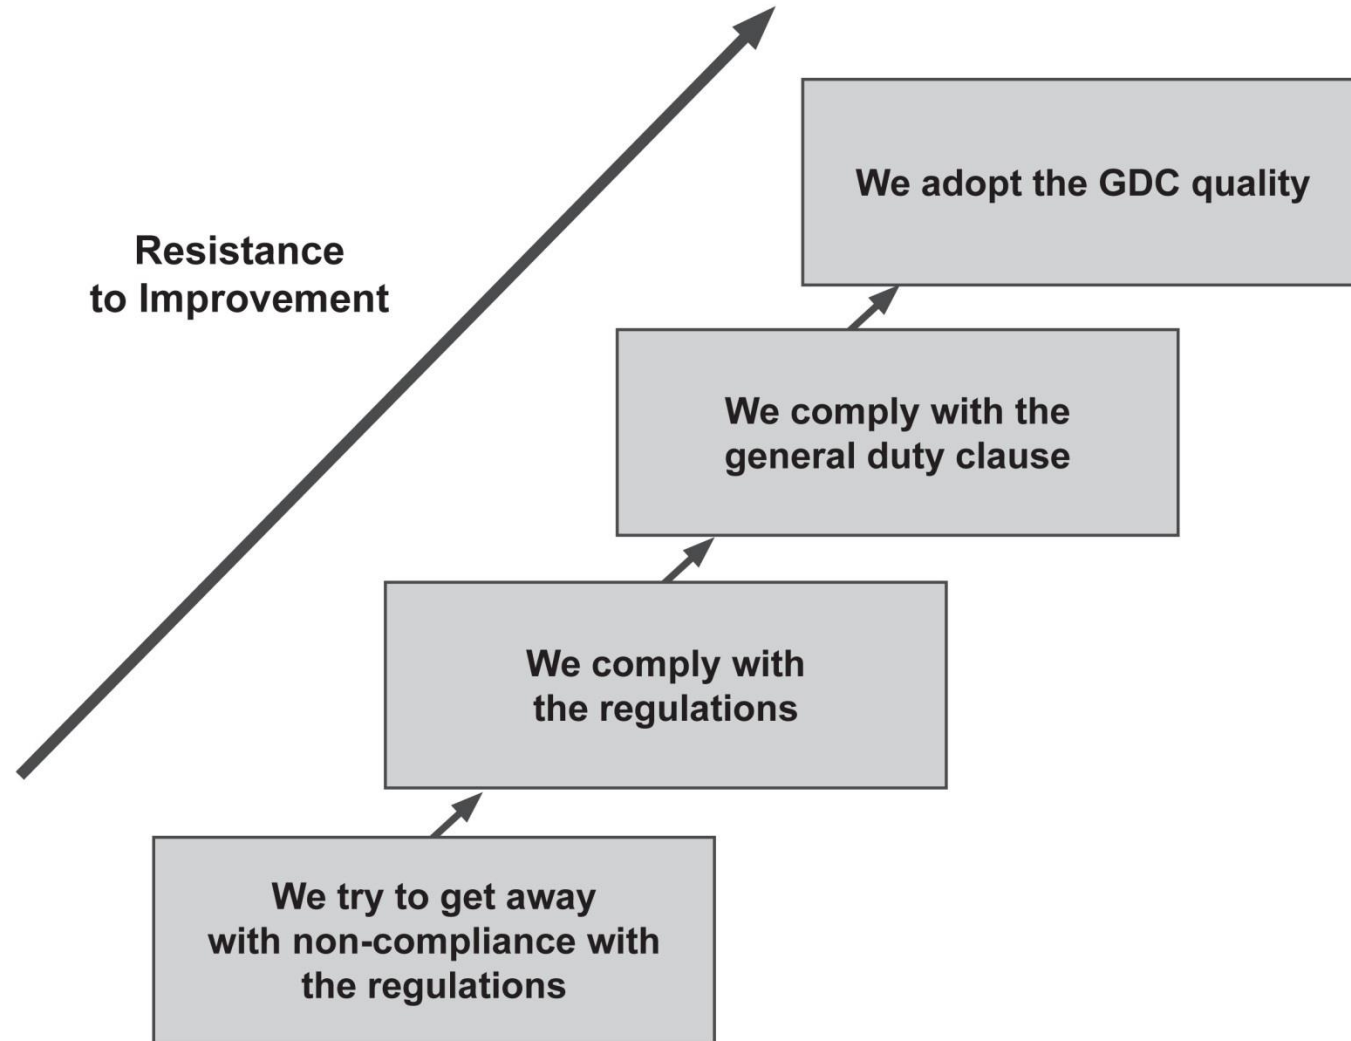 We adopt the GDC quality
Resistance
to Improvement
We comply with the
general duty clause
We comply with
the regulations
We try to get away
with non-compliance with
the regulations